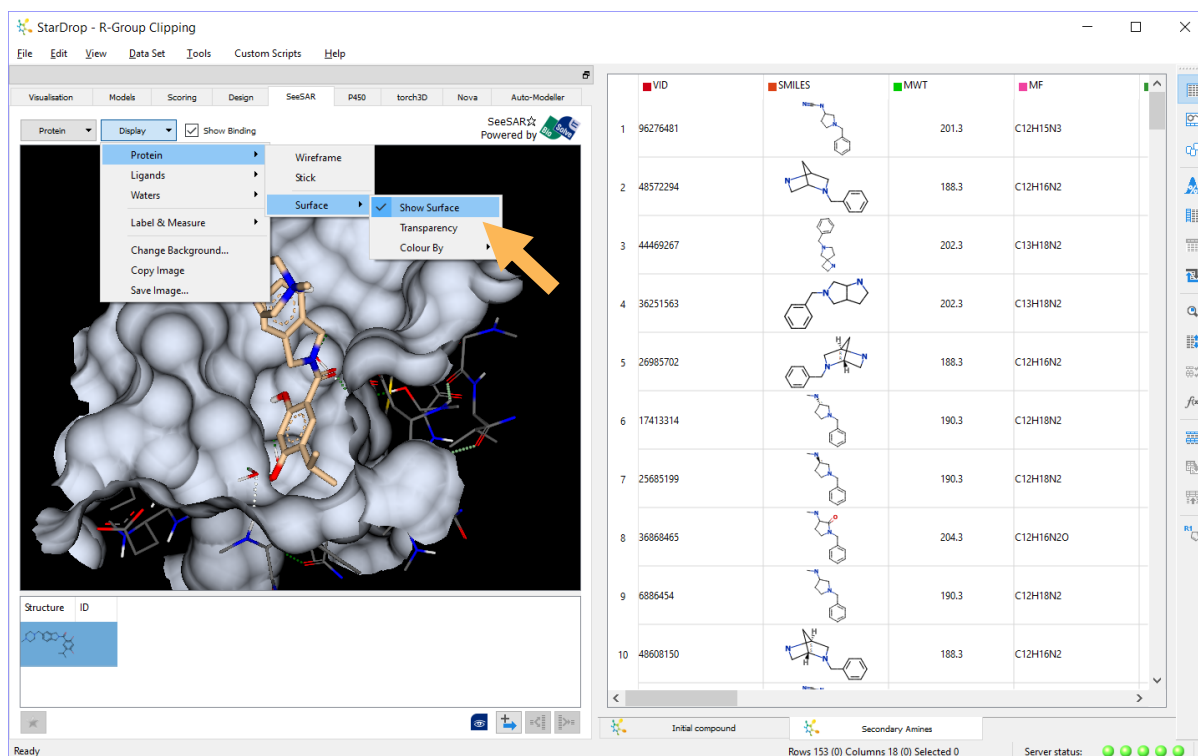 StarDrop - R-Group Clipping
File Edit View Data Set Tools Custom Scripts Help
Visualisation Models Scoring Design SeeSAR P450 torch3D Nova Auto-Modeller
Protein Display Show Binding
SeeSAR☆
Powered by Bio Solve
Protein
Ligands
Waters
Label & Measure
Change Background...
Copy Image
Save Image...
Wireframe
Stick
Surface
Show Surface
Transparency
Colour By
Structure ID
VID SMILES MWT MF
1 96276481 201.3 C12H15N3
2 48572294 188.3 C12H16N2
3 44469267 202.3 C13H18N2
4 36251563 202.3 C13H18N2
5 26985702 188.3 C12H16N2
6 17413314 190.3 C12H18N2
7 25685199 190.3 C12H18N2
8 36868465 204.3 C12H16N2O
9 6886454 190.3 C12H18N2
10 48608150 188.3 C12H16N2
Initial compound Secondary Amines
Ready Rows 153 (0) Columns 18 (0) Selected 0 Server status: